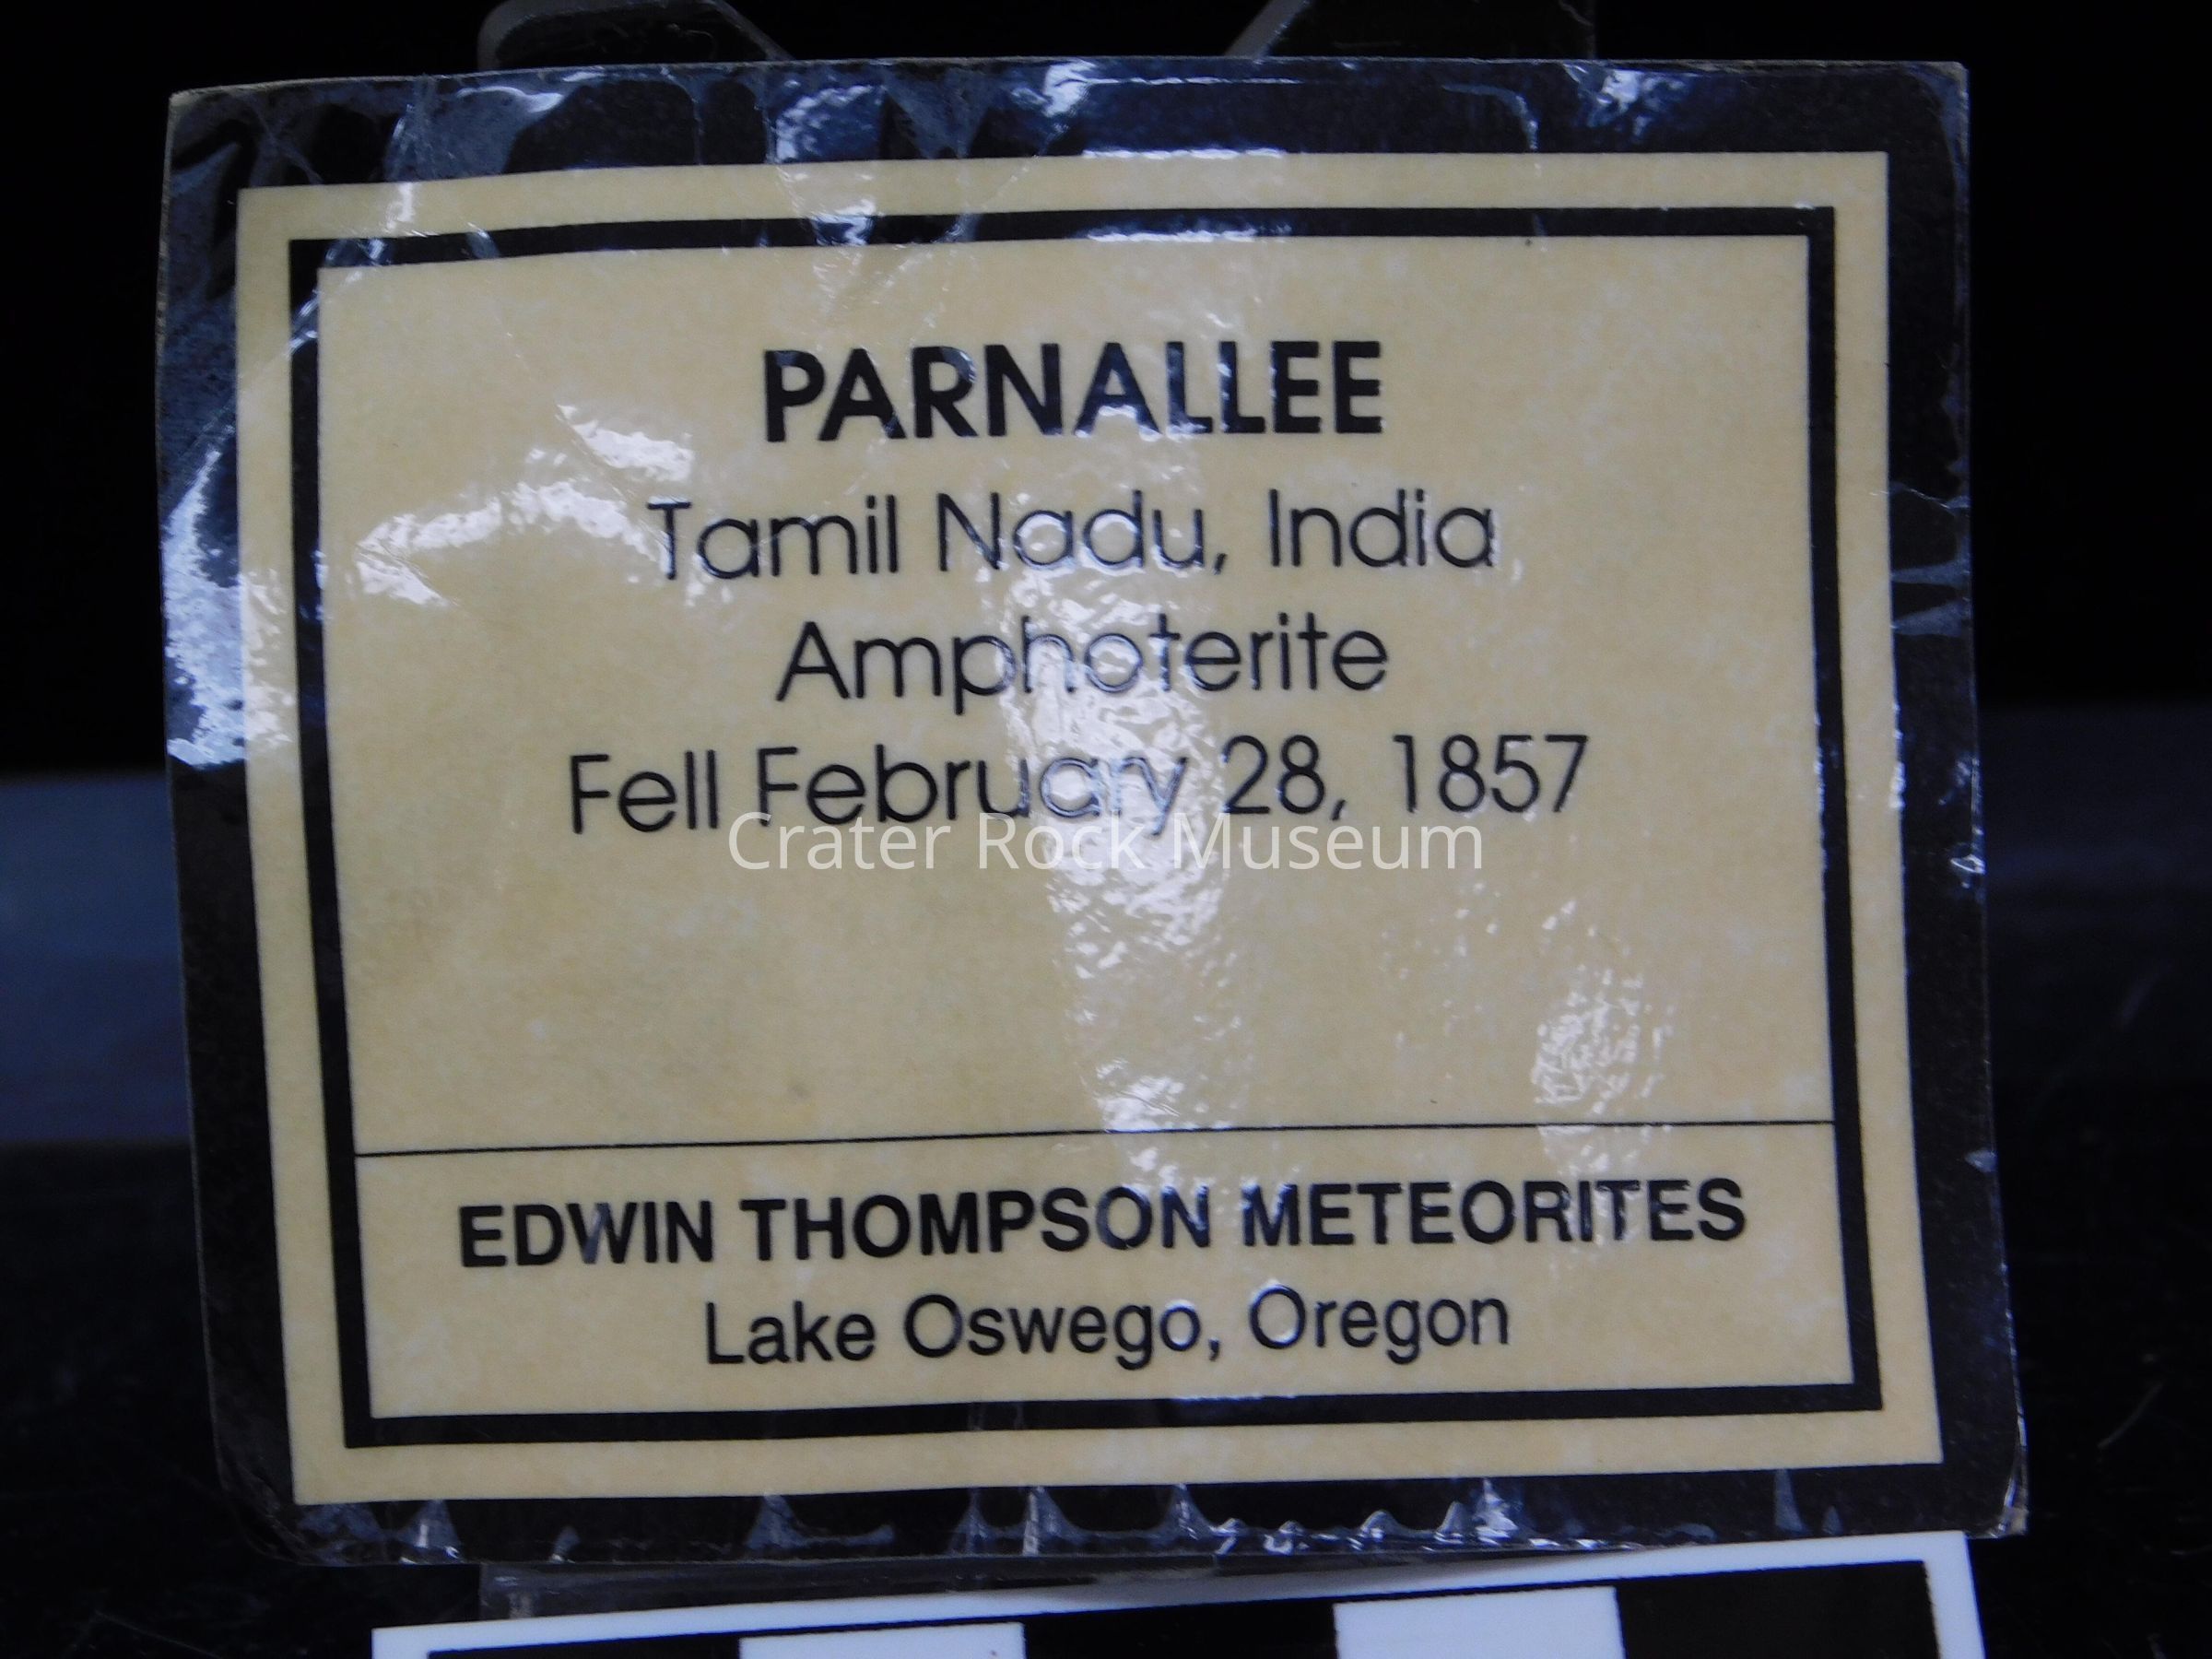 PARNALLEE
Tamil Nadu, India
Amphoterite
Fell February 28, 1857
Crater Rock Museum
EDWIN THOMPSON METEORITES
Lake Oswego, Oregon